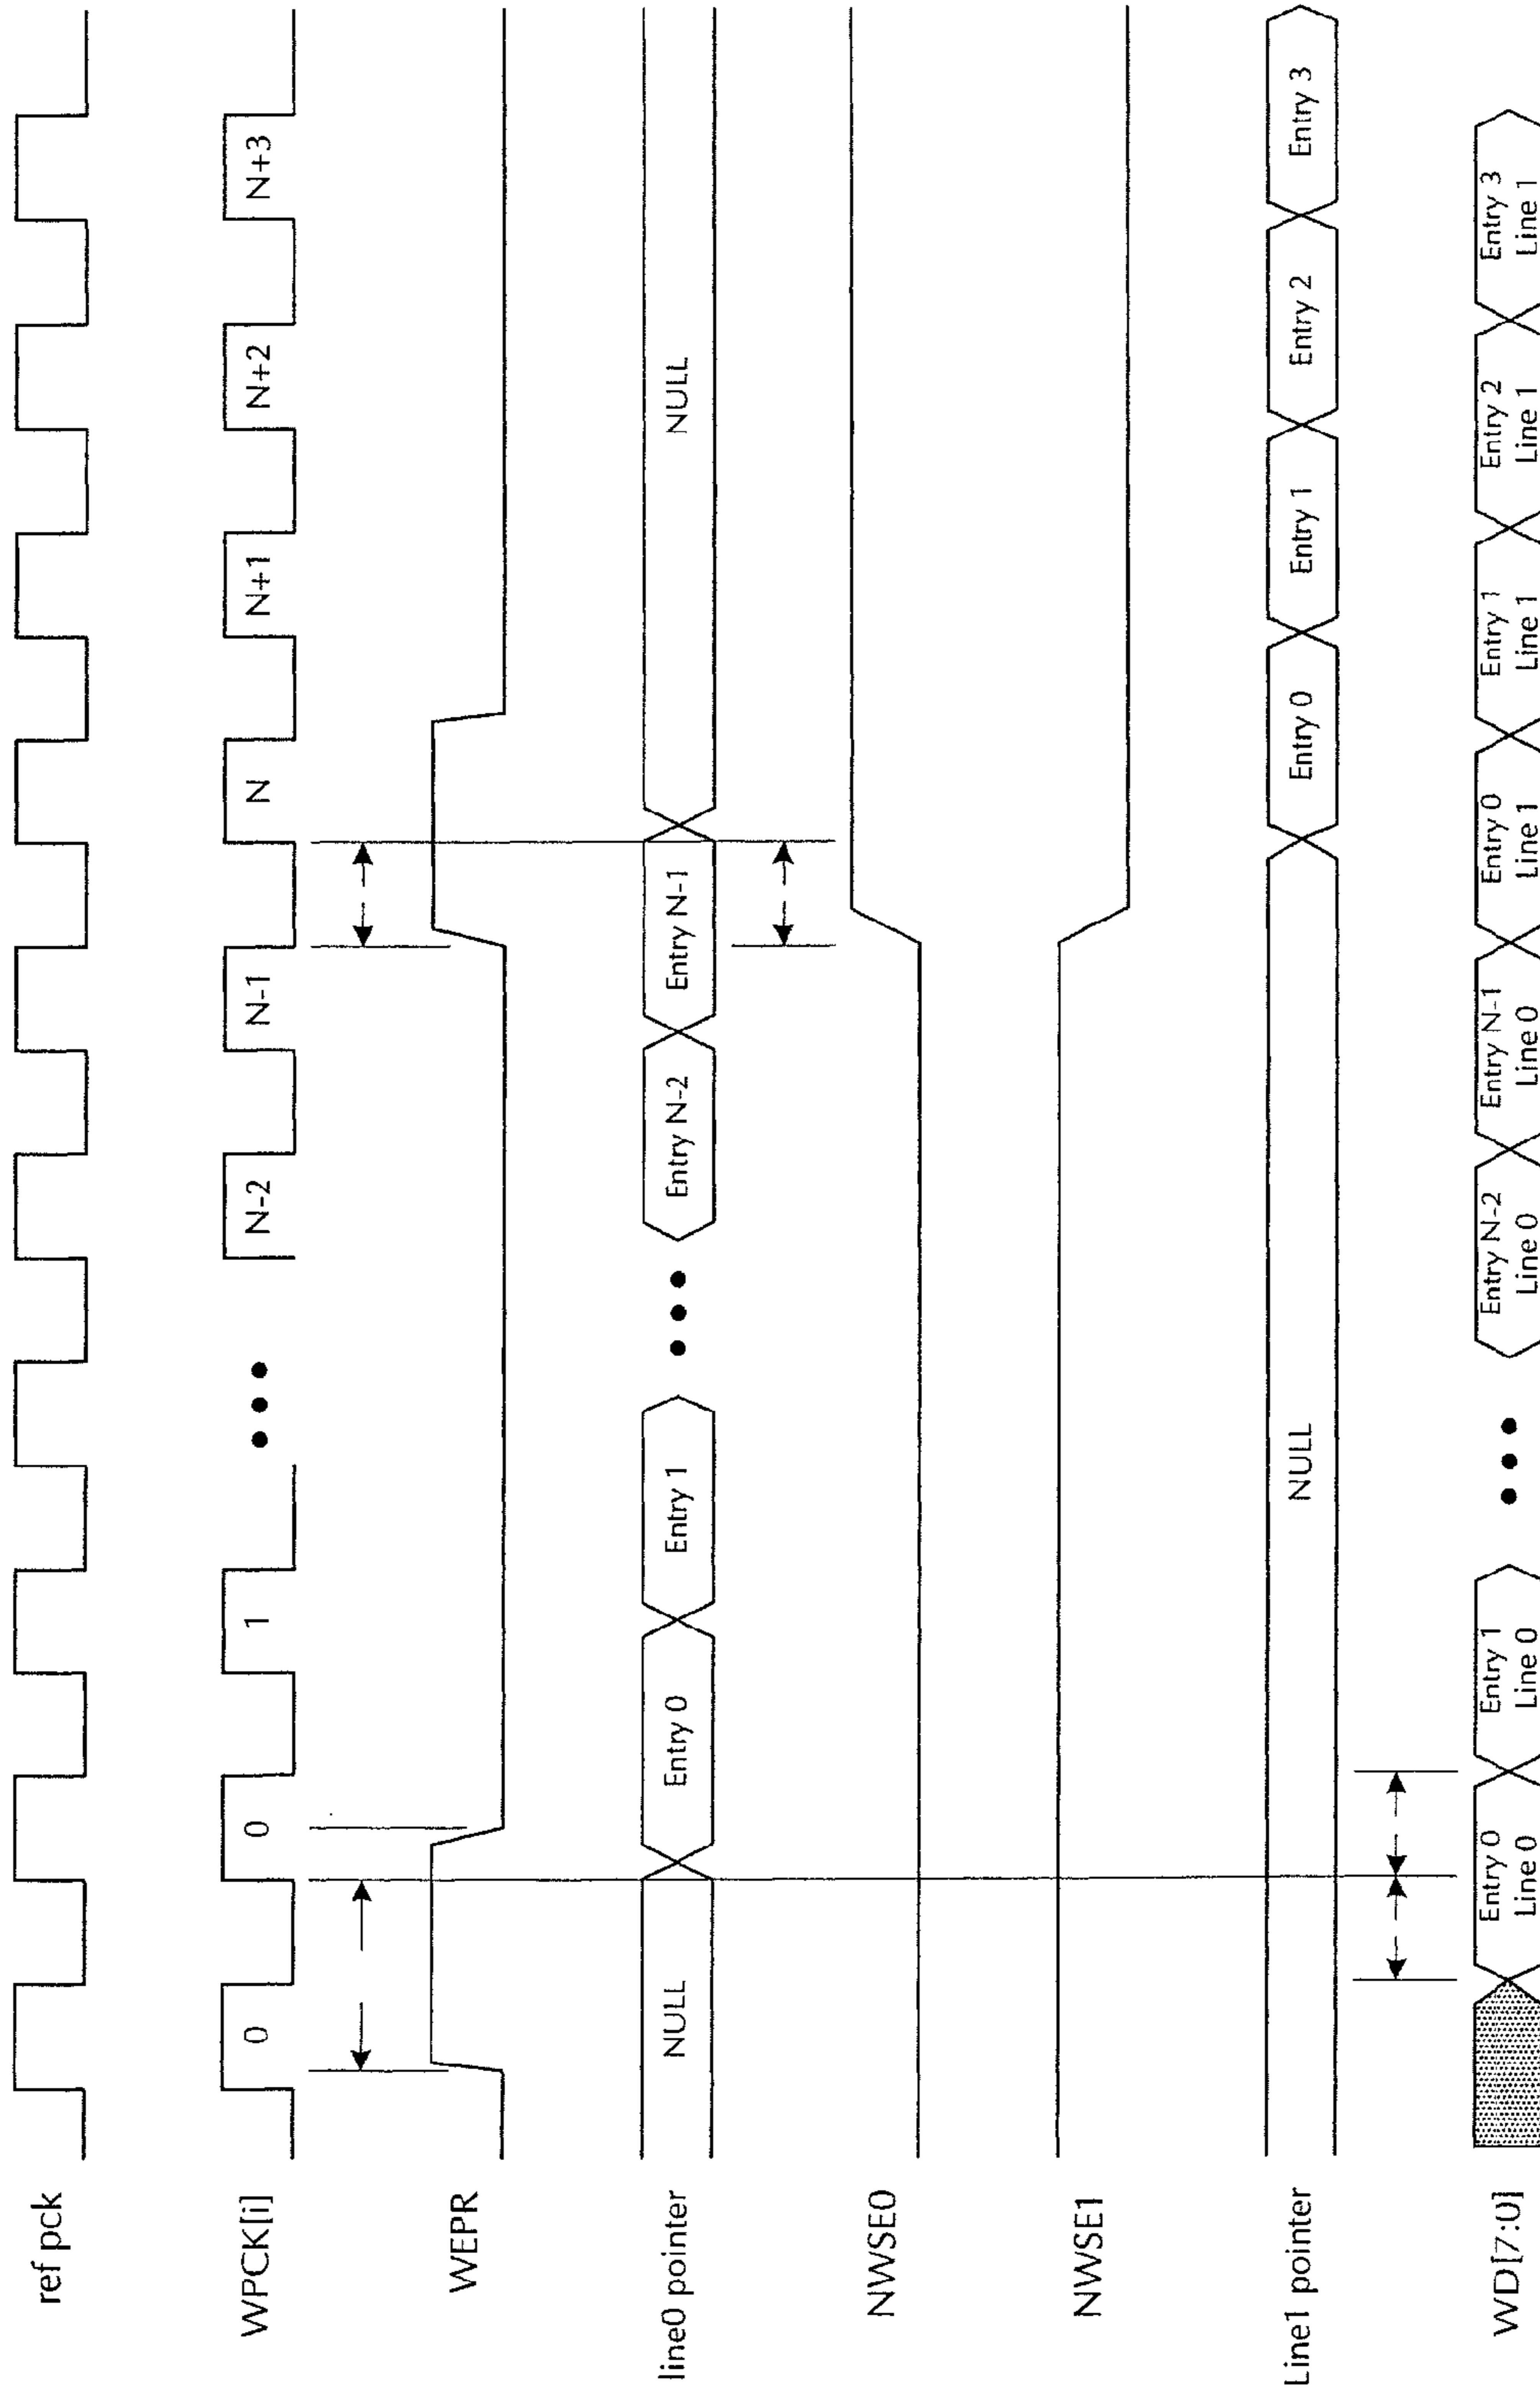 ref pck
WPCK[i]
0
0
1
N-2
N-1
N
N+1
N+2
N+3
WEPR
line0 pointer
NULL
Entry 0
Entry 1
Entry N-2
Entry N-1
NULL
NWSE0
NWSE1
Line1 pointer
NULL
Entry 0
Entry 1
Entry 2
Entry 3
WD[7:0]
Entry 0
Line 0
Entry 1
Line 0
Entry N-2
Line 0
Entry N-1
Line 0
Entry 0
Line 1
Entry 1
Line 1
Entry 2
Line 1
Entry 3
Line 1